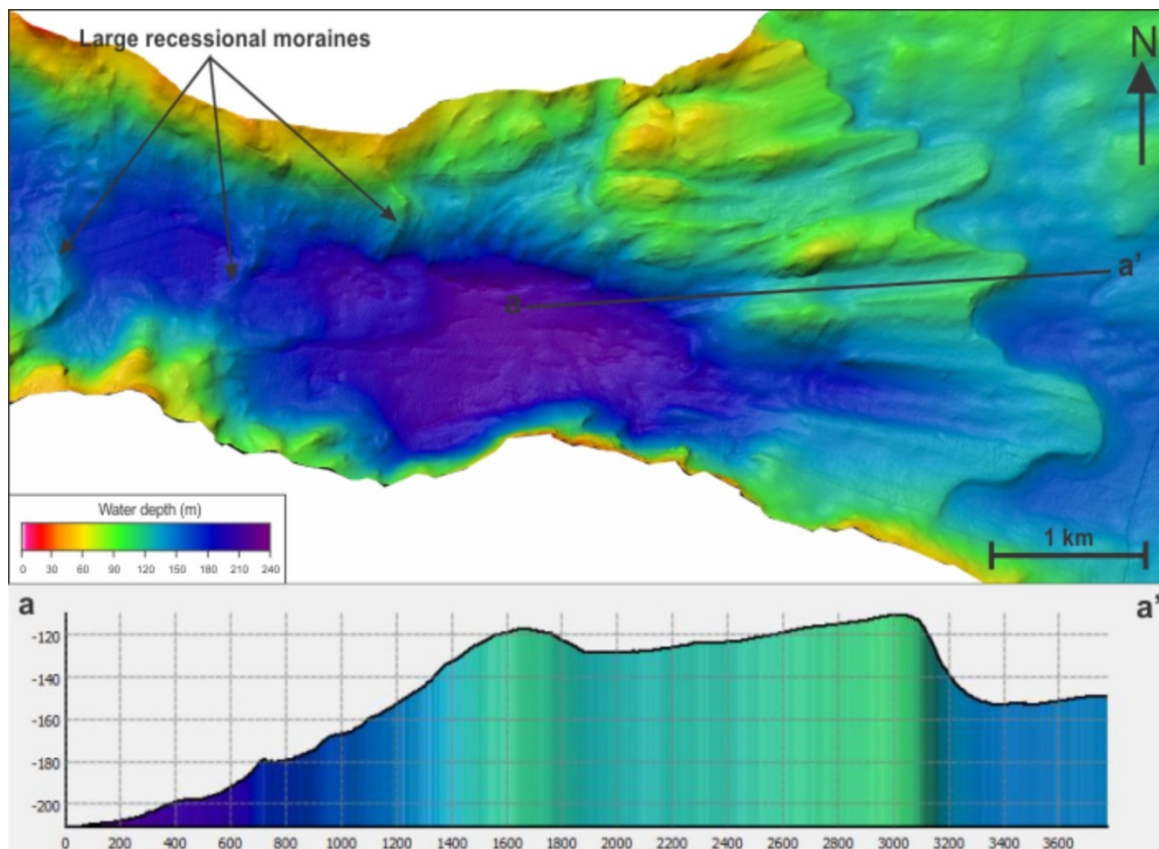 Large recessional moraines
N
a
a'
Water depth (m)
0 30 60 90 120 150 180 210 240
1 km
a
a'
-120
-140
-160
-180
-200
0 200 400 600 800 1000 1200 1400 1600 1800 2000 2200 2400 2600 2800 3000 3200 3400 3600